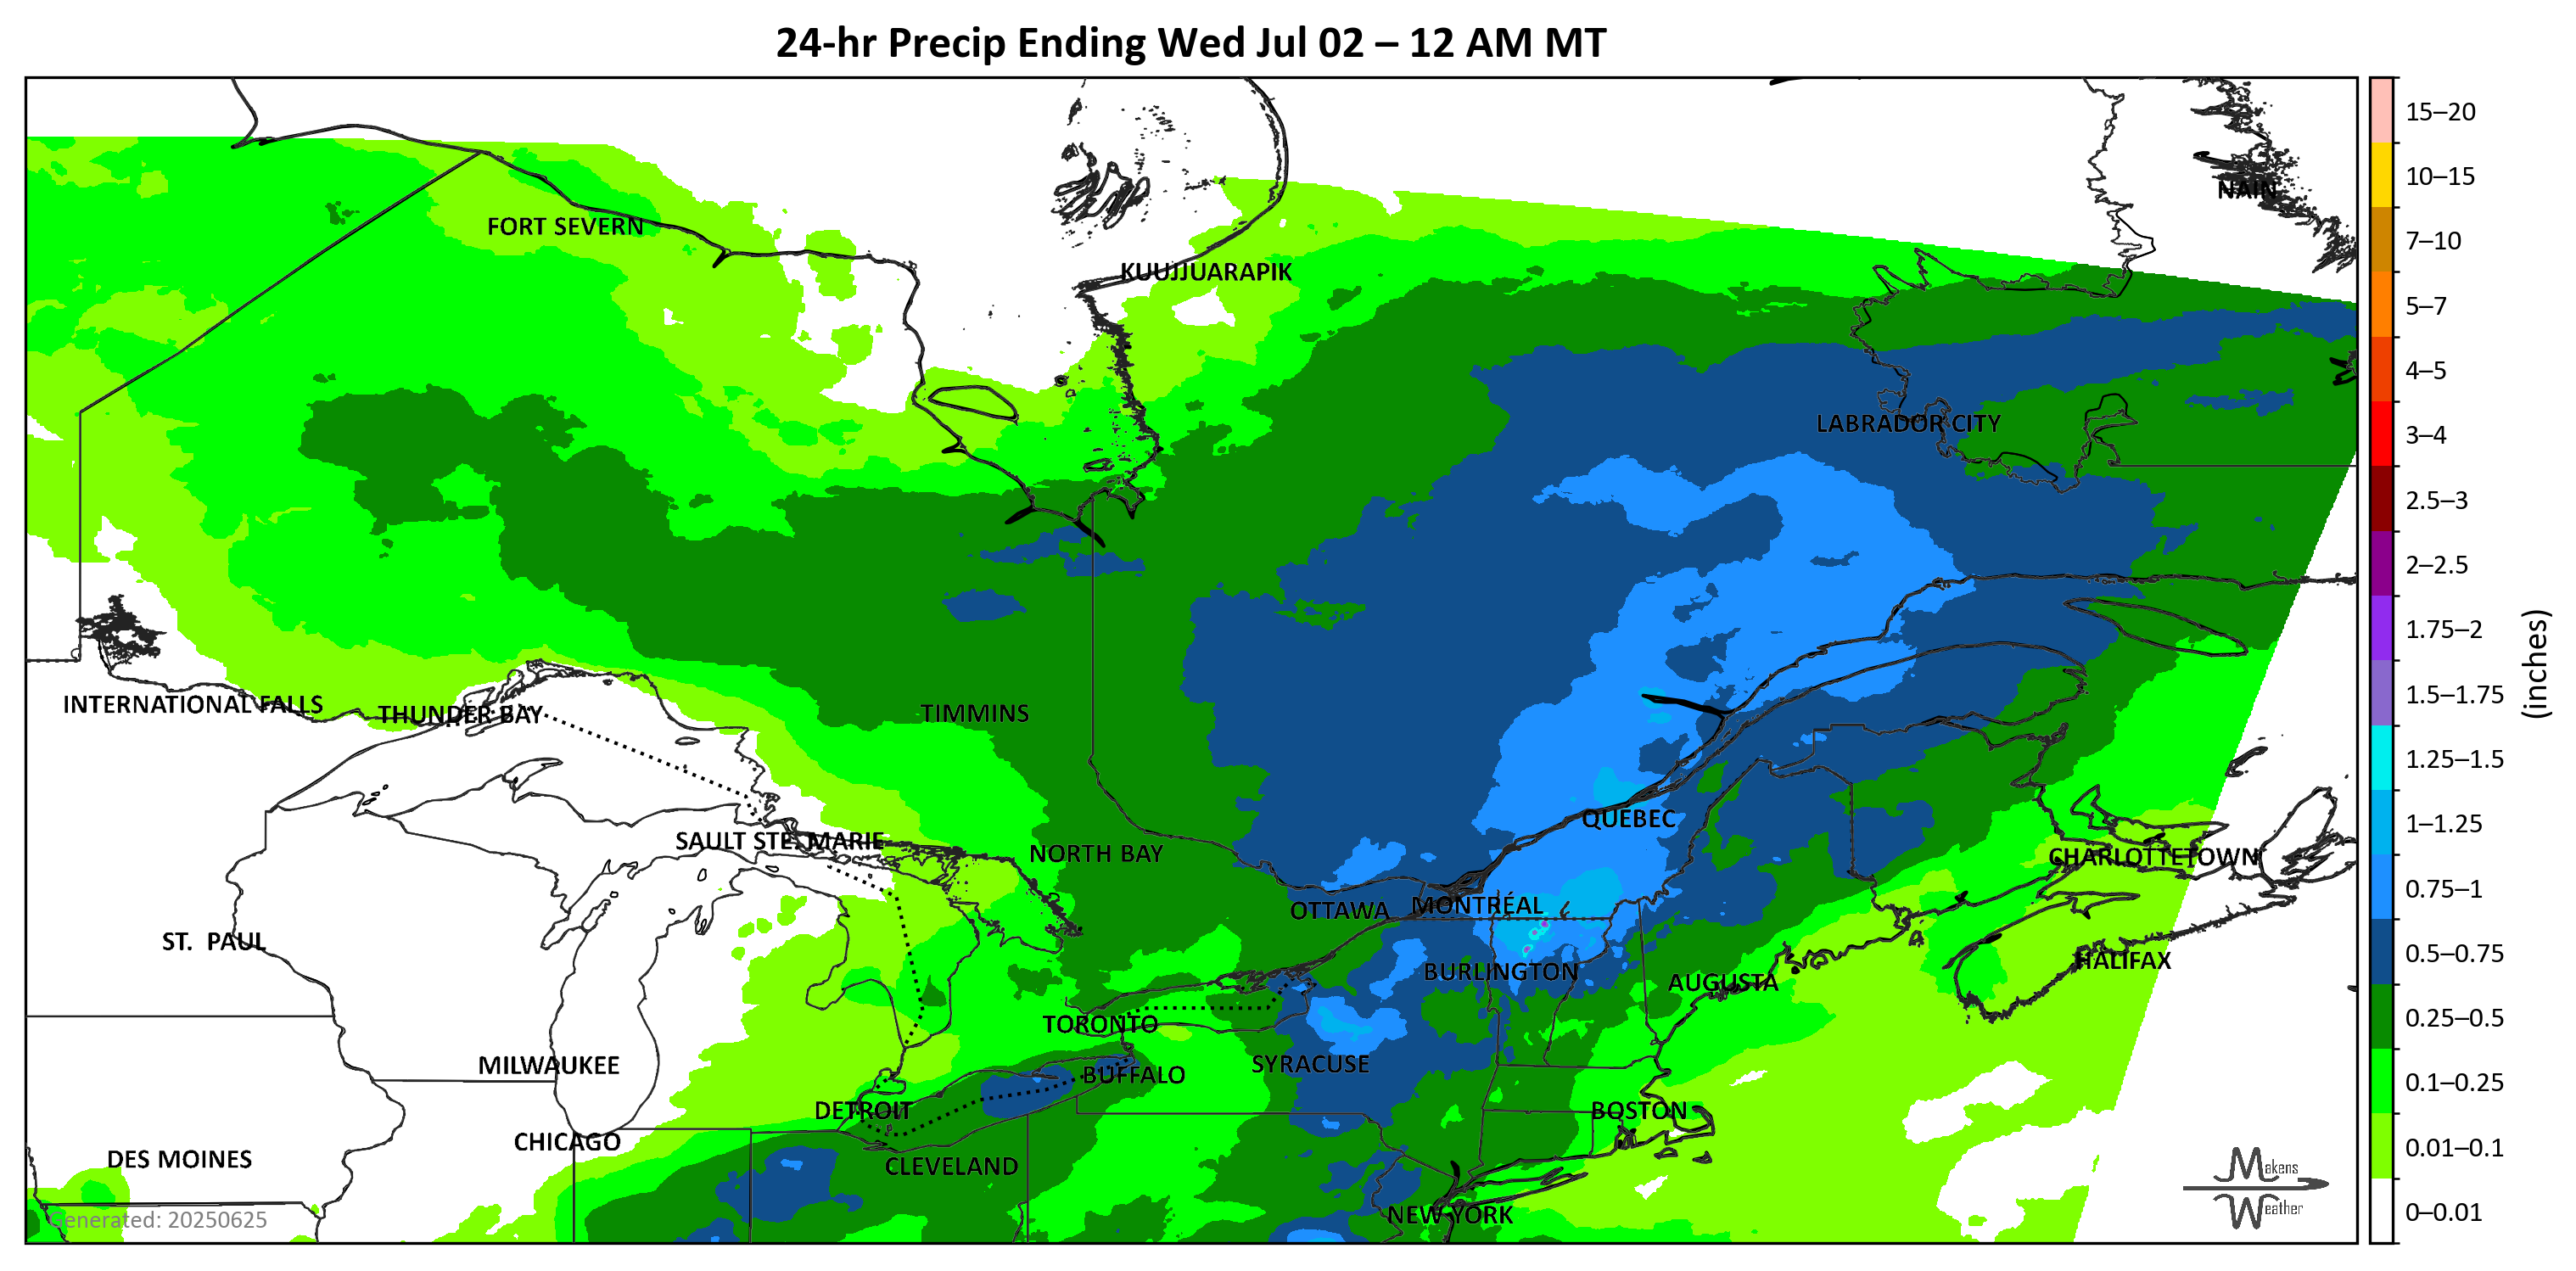 24-hr Precip Ending Wed Jul 02 – 12 AM MT
NAIN
FORT SEVERN
KUUJJUARAPIK
LABRADOR CITY
INTERNATIONAL FALLS
THUNDER BAY
TIMMINS
SAULT STE. MARIE
NORTH BAY
QUEBEC
CHARLOTTETOWN
OTTAWA
MONTRÉAL
ST. PAUL
BURLINGTON
AUGUSTA
HALIFAX
TORONTO
MILWAUKEE
SYRACUSE
BUFFALO
DETROIT
BOSTON
CHICAGO
DES MOINES
CLEVELAND
NEW YORK
Generated: 20250625
Makens
Weather
15–20
10–15
7–10
5–7
4–5
3–4
2.5–3
2–2.5
1.75–2
1.5–1.75
1.25–1.5
1–1.25
0.75–1
0.5–0.75
0.25–0.5
0.1–0.25
0.01–0.1
0–0.01
(inches)